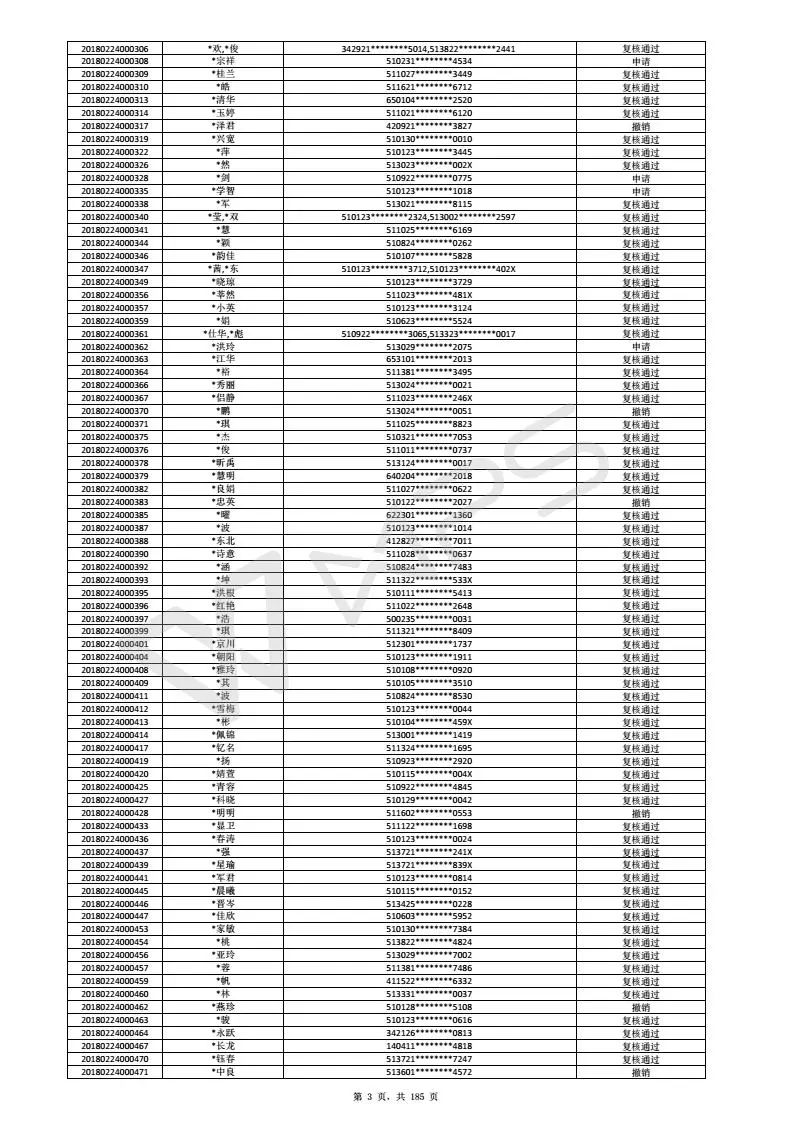 20180224000306 *欢,*俊 342921********5014,513822********2441 复核通过
20180224000308 *宗祥 510231********4534 申请
20180224000309 *桂兰 511027********3449 复核通过
20180224000310 *皓 511621********6712 复核通过
20180224000313 *清华 650104********2520 复核通过
20180224000314 *玉婷 511021********6120 复核通过
20180224000317 *泽君 420921********3827 撤销
20180224000319 *兴宽 510130********0010 复核通过
20180224000322 *萍 510123********3445 复核通过
20180224000326 *然 513023********002X 复核通过
20180224000328 *剑 510922********0775 申请
20180224000335 *学智 510123********1018 申请
20180224000338 *军 513021********8115 复核通过
20180224000340 *莹,*双 510123********2324,513002********2597 复核通过
20180224000341 *慧 511025********6169 复核通过
20180224000344 *颖 510824********0262 复核通过
20180224000346 *韵佳 510107********5828 复核通过
20180224000347 *茜,*东 510123********3712,510123********402X 复核通过
20180224000349 *晓琼 510123********3729 复核通过
20180224000356 *莘然 511023********481X 复核通过
20180224000357 *小英 510123********3124 复核通过
20180224000359 *娟 510623********5524 复核通过
20180224000361 *仕华,*彪 510922********3065,513323********0017 复核通过
20180224000362 *洪玲 513029********2075 申请
20180224000363 *江华 653101********2013 复核通过
20180224000364 *裕 511381********3495 复核通过
20180224000366 *秀丽 513024********0021 复核通过
20180224000367 *侣静 511023********246X 复核通过
20180224000370 *鹏 513024********0051 撤销
20180224000371 *琪 511025********8823 复核通过
20180224000375 *杰 510321********7053 复核通过
20180224000376 *俊 511011********0737 复核通过
20180224000378 *昕禹 513124********0017 复核通过
20180224000379 *慧明 640204********2018 复核通过
20180224000382 *良娟 511027********0622 复核通过
20180224000383 *忠英 510122********2027 撤销
20180224000385 *曜 622301********1360 复核通过
20180224000387 *波 510123********1014 复核通过
20180224000388 *东北 412827********7011 复核通过
20180224000390 *诗意 511028********0637 复核通过
20180224000392 *涵 510824********7483 复核通过
20180224000393 *坤 511322********533X 复核通过
20180224000395 *洪根 510111********5413 复核通过
20180224000396 *红艳 511022********2648 复核通过
20180224000397 *浩 500235********0031 复核通过
20180224000399 *琪 511321********8409 复核通过
20180224000401 *京川 512301********1737 复核通过
20180224000404 *朝阳 510123********1911 复核通过
20180224000408 *雅玲 510108********0920 复核通过
20180224000409 *其 510105********3510 复核通过
20180224000411 *波 510824********8530 复核通过
20180224000412 *雪梅 510123********0044 复核通过
20180224000413 *彬 510104********459X 复核通过
20180224000414 *佩锦 513001********1419 复核通过
20180224000417 *钇名 511324********1695 复核通过
20180224000419 *扬 510923********2920 复核通过
20180224000420 *婧萱 510115********004X 复核通过
20180224000425 *青容 510922********4845 复核通过
20180224000427 *科晓 510129********0042 复核通过
20180224000428 *明明 511602********0553 撤销
20180224000433 *显卫 511122********1698 复核通过
20180224000436 *春涛 510123********0024 复核通过
20180224000437 *强 513721********241X 复核通过
20180224000439 *星瑜 513721********839X 复核通过
20180224000441 *军君 510123********0814 复核通过
20180224000445 *晨曦 510115********0152 复核通过
20180224000446 *晋岑 513425********0228 复核通过
20180224000447 *佳欣 510603********5952 复核通过
20180224000453 *家敏 510130********7384 复核通过
20180224000454 *桃 513822********4824 复核通过
20180224000456 *亚玲 513029********7002 复核通过
20180224000457 *蓉 511381********7486 复核通过
20180224000459 *帆 411522********6332 复核通过
20180224000460 *林 513331********0037 复核通过
20180224000462 *燕珍 510128********5108 撤销
20180224000463 *骏 510123********0616 复核通过
20180224000464 *永跃 342126********0813 复核通过
20180224000467 *长龙 140411********4818 复核通过
20180224000470 *钰春 513721********7247 复核通过
20180224000471 *中良 513601********4572 撤销
第 3 页，共 185 页